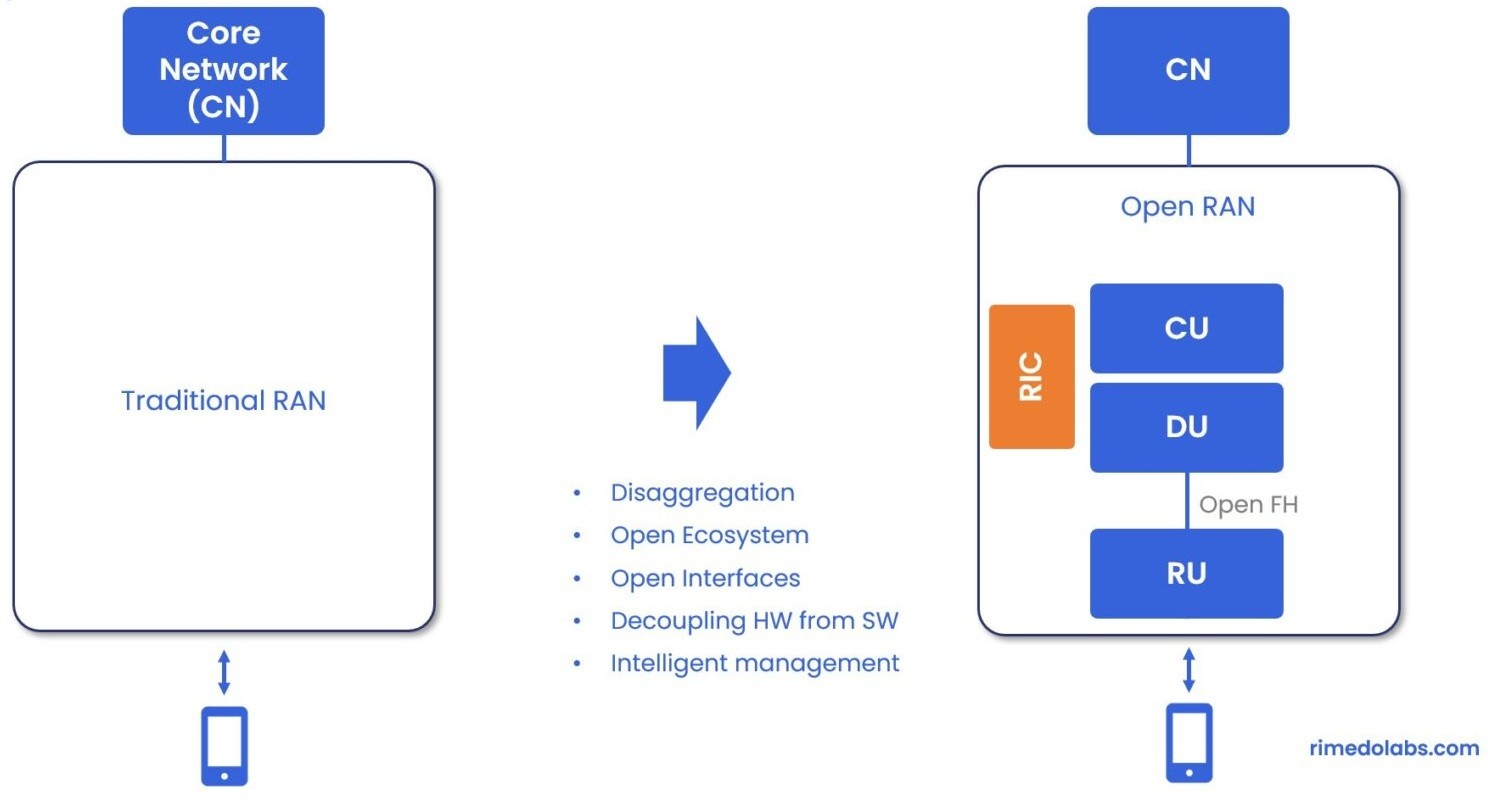 Core
Network
(CN)
Traditional RAN
• Disaggregation
• Open Ecosystem
• Open Interfaces
• Decoupling HW from SW
• Intelligent management
CN
Open RAN
RIC
CU
DU
Open FH
RU
rimedolabs.com